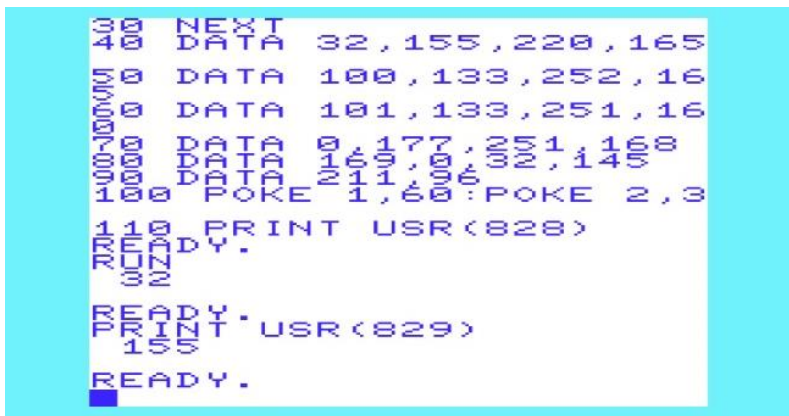 30 NEXT
40 DATA 32,155,220,165
50 DATA 100,133,252,16
5
60 DATA 101,133,251,16
0
70 DATA 0,177,251,168
80 DATA 169,0,32,145
90 DATA 211,96
100 POKE 1,60:POKE 2,3
110 PRINT USR(828)
READY.
RUN
32
READY.
PRINT USR(829)
155
READY.